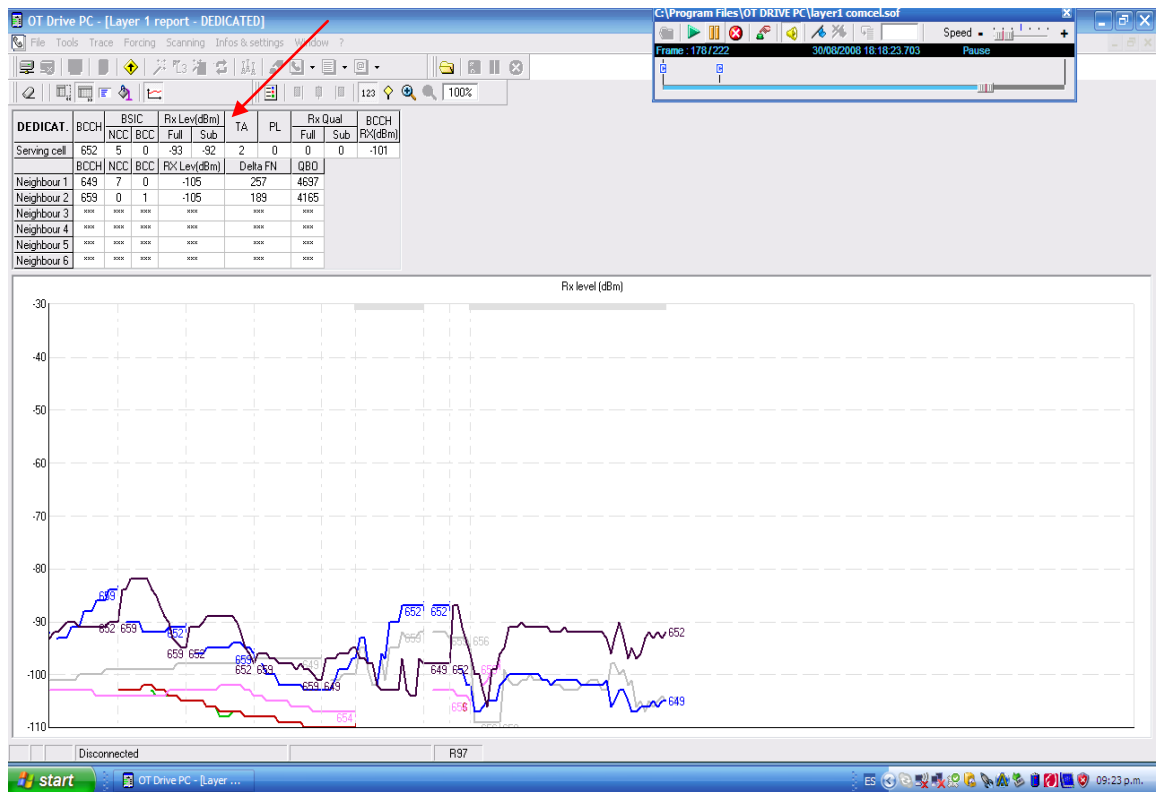 OT Drive PC - [Layer 1 report - DEDICATED]
C:\Program Files\OT DRIVE PC\layer1 comcel.sof
File Tools Trace Forcing Scanning Infos & settings Window ?
Speed - +
Frame : 178 / 222 30/08/2008 18:18:23.703 Pause
123 100%
DEDICAT. BCCH BSIC Rx Lev(dBm) TA PL Rx Qual BCCH RX(dBm)
NCC BCC Full Sub Full Sub
Serving cell 652 5 0 -93 -92 2 0 0 0 -101
BCCH NCC BCC RX Lev(dBm) Delta FN QBO
Neighbour 1 649 7 0 -105 257 4697
Neighbour 2 659 0 1 -105 189 4165
Neighbour 3 *** *** *** *** *** ***
Neighbour 4 *** *** *** *** *** ***
Neighbour 5 *** *** *** *** *** ***
Neighbour 6 *** *** *** *** *** ***
Rx level (dBm)
-30
-40
-50
-60
-70
-80
659
-90
652 659 652
652 652
659 656 652
659 652 659 649
-100
652 659 649 652
659 649
649
654 656
-110
Disconnected R97
start OT Drive PC - [Layer ... ES 09:23 p.m.